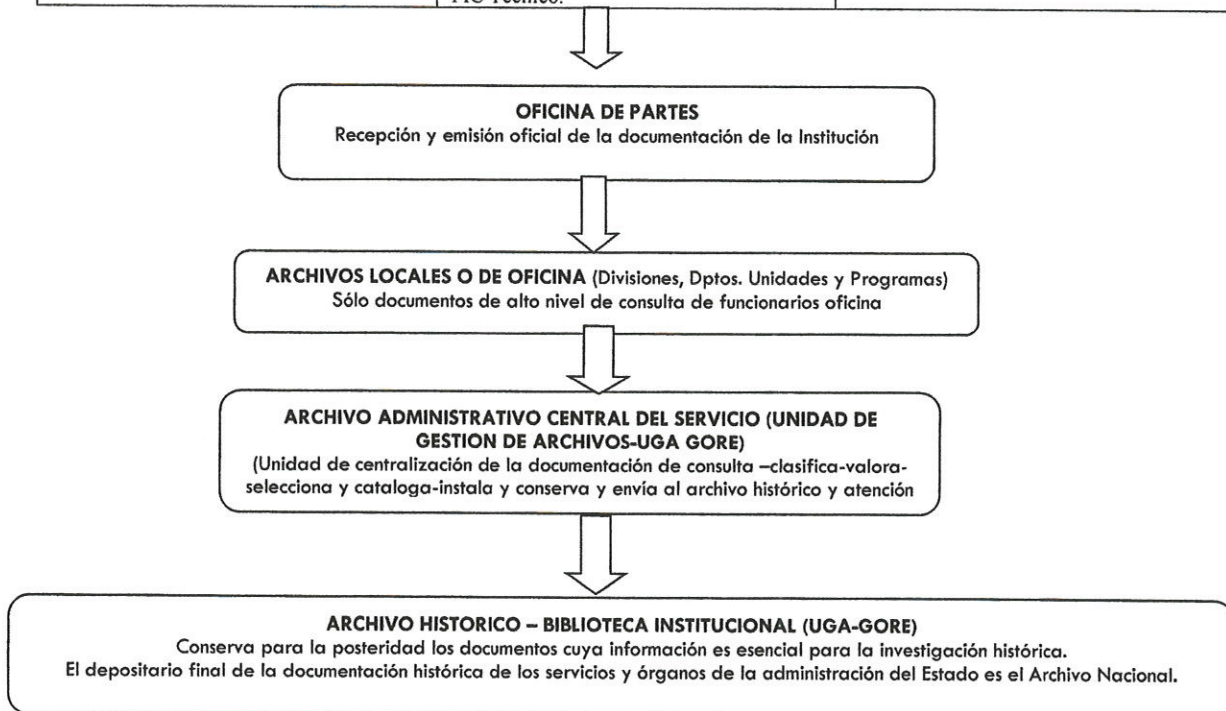 OFICINA DE PARTES
Recepción y emisión oficial de la documentación de la Institución
ARCHIVOS LOCALES O DE OFICINA (Divisiones, Dptos. Unidades y Programas)
Sólo documentos de alto nivel de consulta de funcionarios oficina
ARCHIVO ADMINISTRATIVO CENTRAL DEL SERVICIO (UNIDAD DE
GESTION DE ARCHIVOS-UGA GORE)
(Unidad de centralización de la documentación de consulta –clasifica-valora-
selecciona y cataloga-instala y conserva y envía al archivo histórico y atención
ARCHIVO HISTORICO – BIBLIOTECA INSTITUCIONAL (UGA-GORE)
Conserva para la posteridad los documentos cuya información es esencial para la investigación histórica.
El depositario final de la documentación histórica de los servicios y órganos de la administración del Estado es el Archivo Nacional.